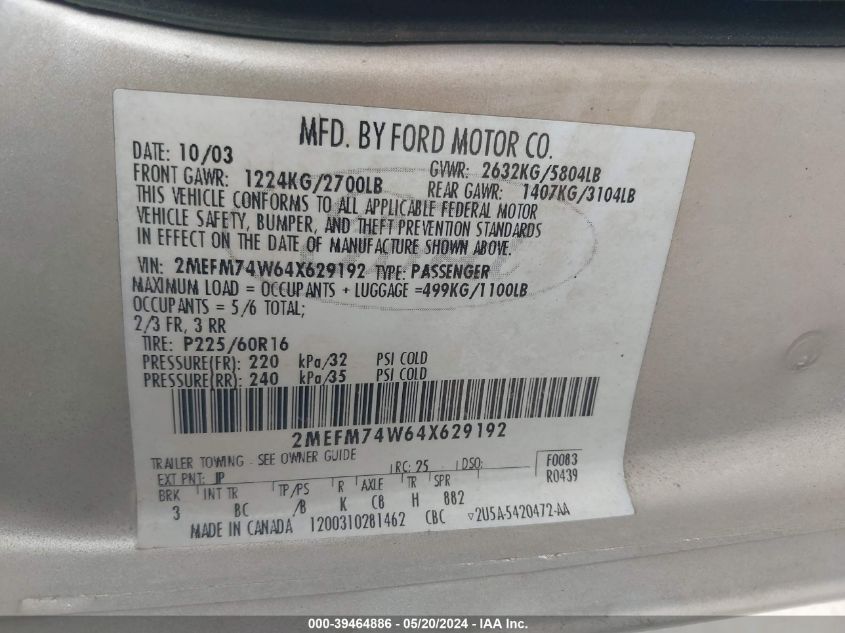 MFD. BY FORD MOTOR CO.
DATE: 10/03 GVWR: 2632KG/5804LB
FRONT GAWR: 1224KG/2700LB REAR GAWR: 1407KG/3104LB
THIS VEHICLE CONFORMS TO ALL APPLICABLE FEDERAL MOTOR
VEHICLE SAFETY, BUMPER, AND THEFT PREVENTION STANDARDS
IN EFFECT ON THE DATE OF MANUFACTURE SHOWN ABOVE.
VIN: 2MEFM74W64X629192 TYPE: PASSENGER
MAXIMUM LOAD = OCCUPANTS + LUGGAGE =499KG/1100LB
OCCUPANTS = 5/6 TOTAL;
2/3 FR, 3 RR
TIRE: P225/60R16
PRESSURE(FR): 220 kPa/32 PSI COLD
PRESSURE(RR): 240 kPa/35 PSI COLD
2MEFM74W64X629192
TRAILER TOWING - SEE OWNER GUIDE
EXT PNT: JP RC: 25 DSO: F0083 R0439
BRK INT TR TP/PS R AXLE TR SPR
3 BC /B K C8 H 882
MADE IN CANADA 1200310281462 CBC ▽2U5A-5420472-AA
000-39464886 - 05/20/2024 - IAAI Inc.